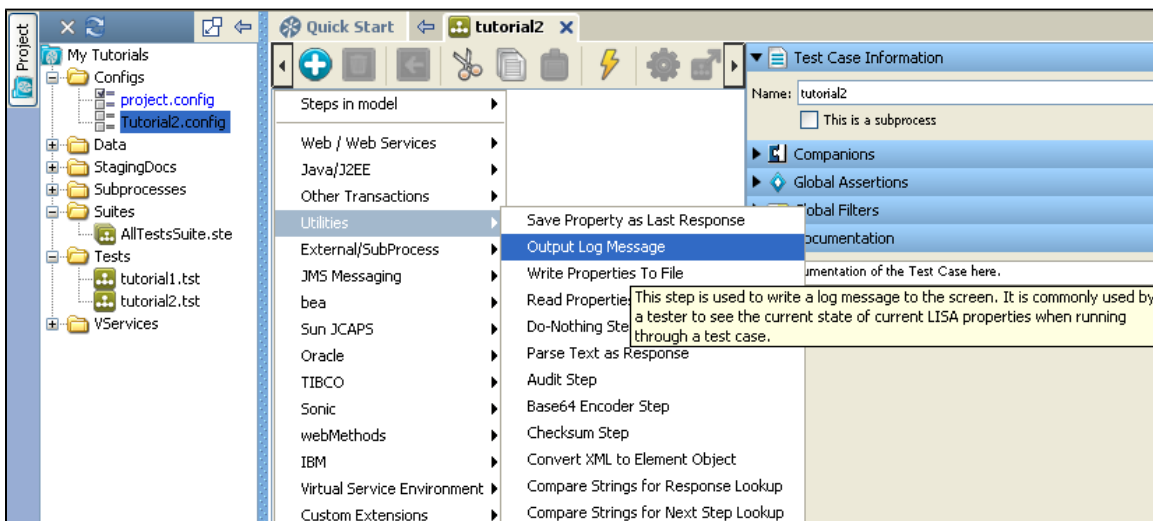 Project
My Tutorials
Configs
project.config
Tutorial2.config
Data
StagingDocs
Subprocesses
Suites
AllTestsSuite.ste
Tests
tutorial1.tst
tutorial2.tst
VServices
Quick Start
tutorial2
Steps in model
Web / Web Services
Java/J2EE
Other Transactions
Utilities
External/SubProcess
JMS Messaging
bea
Sun JCAPS
Oracle
TIBCO
Sonic
webMethods
IBM
Virtual Service Environment
Custom Extensions
Save Property as Last Response
Output Log Message
Write Properties To File
Read Properties
Do-Nothing Ste
Parse Text as Response
Audit Step
Base64 Encoder Step
Checksum Step
Convert XML to Element Object
Compare Strings for Response Lookup
Compare Strings for Next Step Lookup
This step is used to write a log message to the screen. It is commonly used by
a tester to see the current state of current LISA properties when running
through a test case.
Test Case Information
Name: tutorial2
This is a subprocess
Companions
Global Assertions
lobal Filters
ocumentation
umentation of the Test Case here.